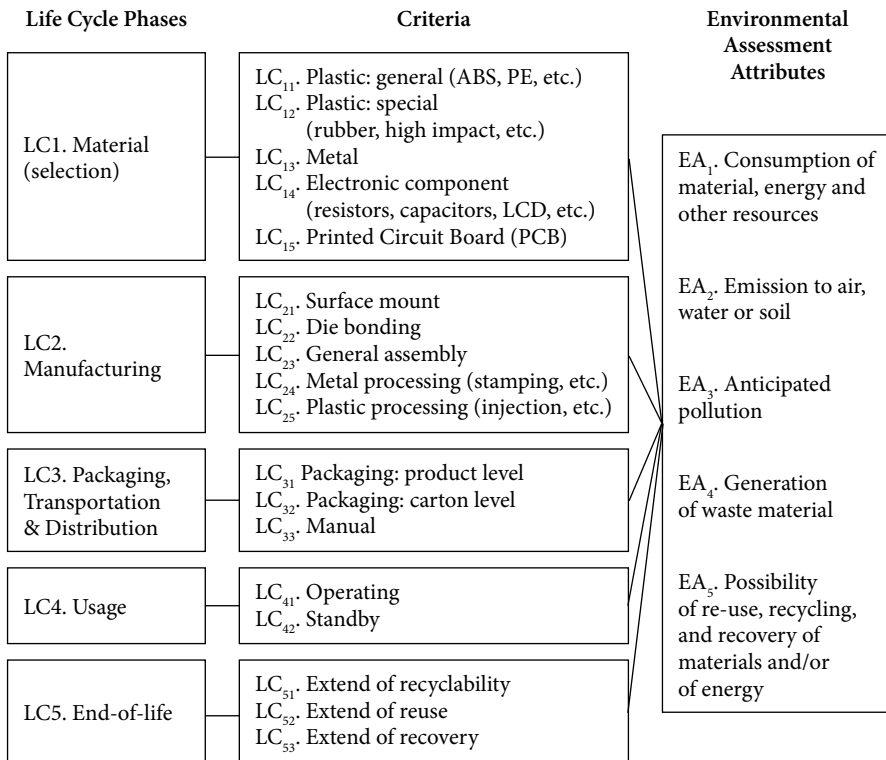 Life Cycle Phases
Criteria
Environmental
Assessment
Attributes
LC1. Material
(selection)
LC₁₁. Plastic: general (ABS, PE, etc.)
LC₁₂. Plastic: special
(rubber, high impact, etc.)
LC₁₃. Metal
LC₁₄. Electronic component
(resistors, capacitors, LCD, etc.)
LC₁₅. Printed Circuit Board (PCB)
LC2.
Manufacturing
LC₂₁. Surface mount
LC₂₂. Die bonding
LC₂₃. General assembly
LC₂₄. Metal processing (stamping, etc.)
LC₂₅. Plastic processing (injection, etc.)
LC3. Packaging,
Transportation
& Distribution
LC₃₁ Packaging: product level
LC₃₂. Packaging: carton level
LC₃₃. Manual
LC4. Usage
LC₄₁. Operating
LC₄₂. Standby
LC5. End-of-life
LC₅₁. Extend of recyclability
LC₅₂. Extend of reuse
LC₅₃. Extend of recovery
EA₁. Consumption of
material, energy and
other resources
EA₂. Emission to air,
water or soil
EA₃. Anticipated
pollution
EA₄. Generation
of waste material
EA₅. Possibility
of re-use, recycling,
and recovery of
materials and/or
of energy